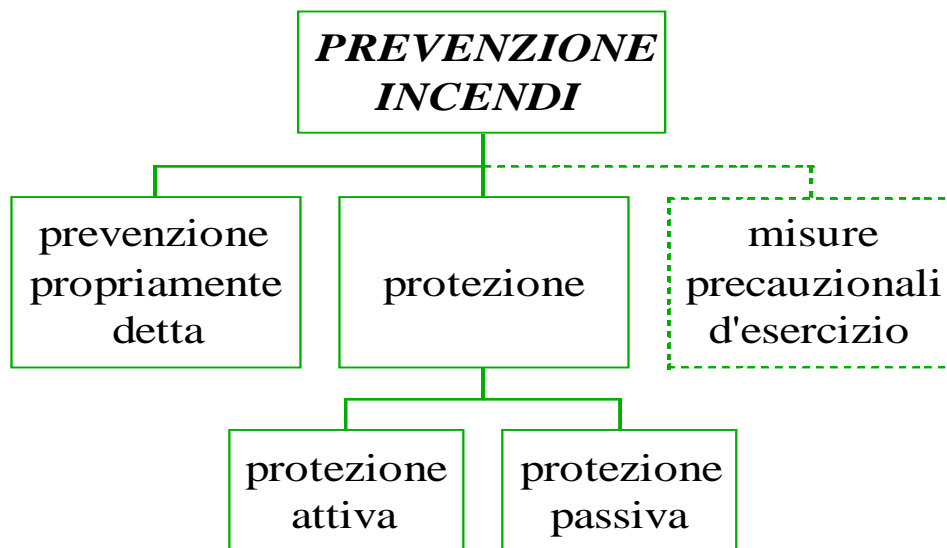 PREVENZIONE
INCENDI
prevenzione
propriamente
detta
protezione
misure
precauzionali
d'esercizio
protezione
attiva
protezione
passiva